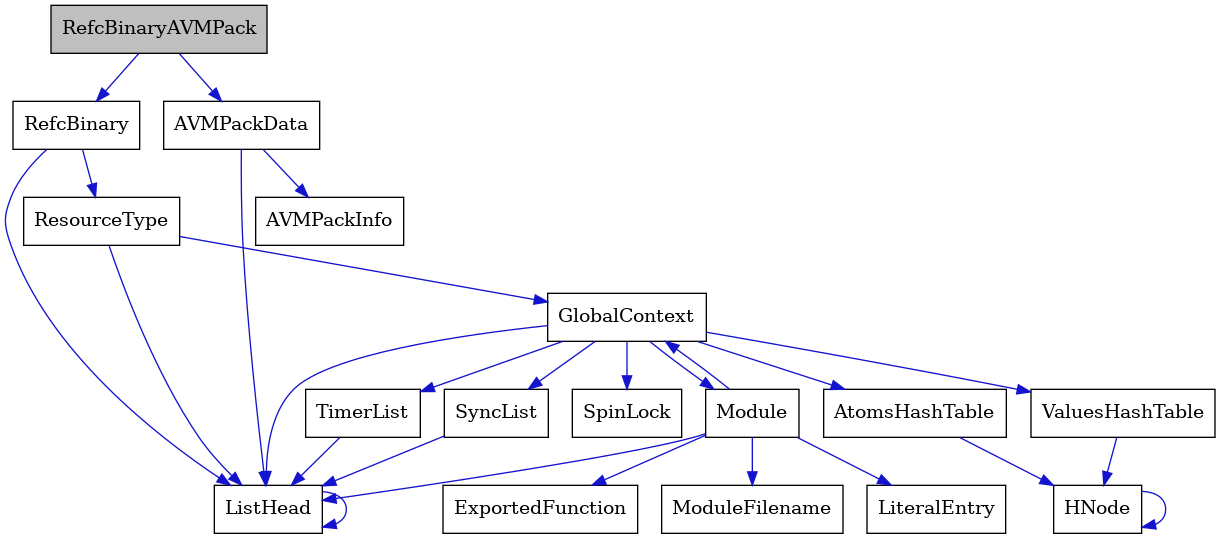 RefcBinaryAVMPack
RefcBinary
AVMPackData
ResourceType
AVMPackInfo
GlobalContext
TimerList
SyncList
SpinLock
Module
AtomsHashTable
ValuesHashTable
ListHead
ExportedFunction
ModuleFilename
LiteralEntry
HNode